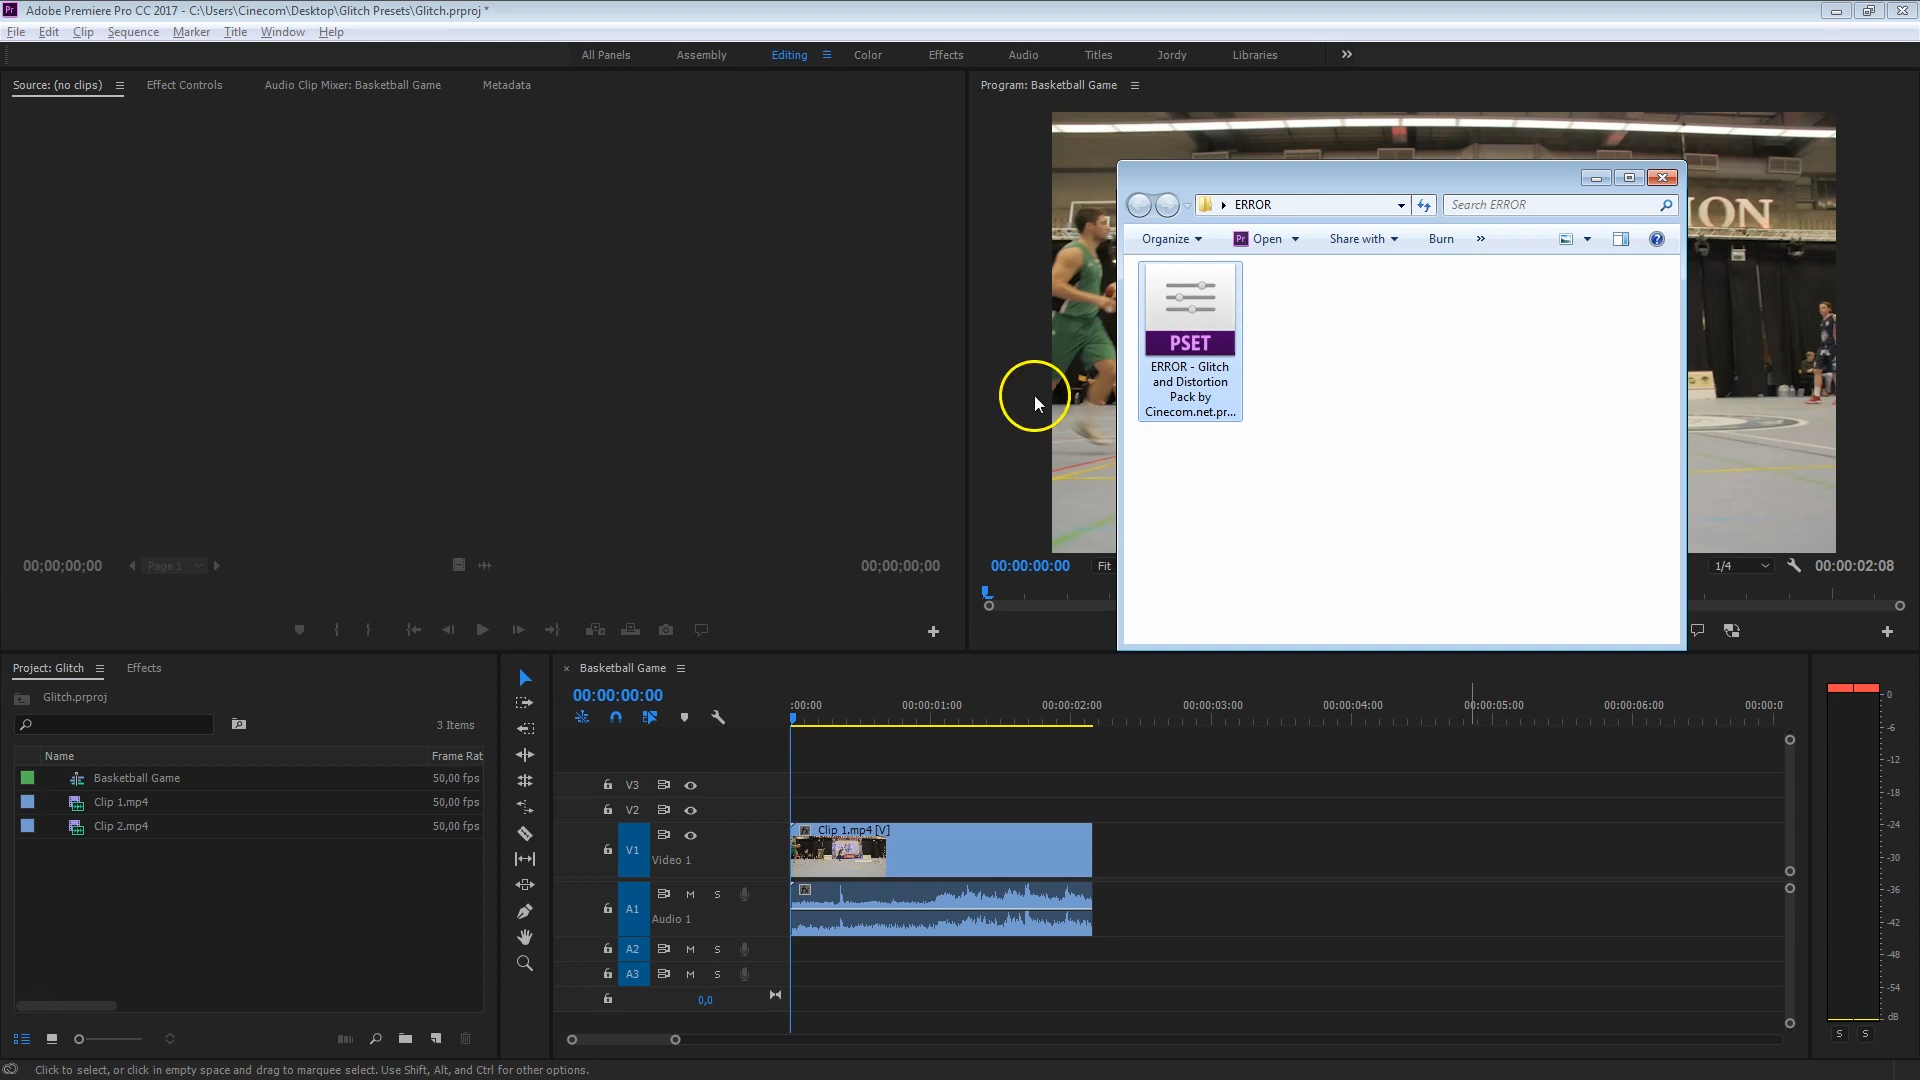 Adobe Premiere Pro CC 2017 - C:\Users\Cinecom\Desktop\Glitch Presets\Glitch.prproj *
File Edit Clip Sequence Marker Title Window Help
All Panels Assembly Editing Color Effects Audio Titles Jordy Libraries
Source: (no clips) Effect Controls Audio Clip Mixer: Basketball Game Metadata
Program: Basketball Game
ERROR
Search ERROR
Organize Open Share with Burn
PSET
ERROR - Glitch
and Distortion
Pack by
Cinecom.net.pr...
ION
00;00;00;00 Page 1 00;00;00;00
00:00:00:00 Fit 1/4 00:00:02:08
Project: Glitch Effects
Glitch.prproj
3 Items
Name Frame Rat
Basketball Game 50,00 fps
Clip 1.mp4 50,00 fps
Clip 2.mp4 50,00 fps
× Basketball Game
00:00:00:00
:00:00 00:00:01:00 00:00:02:00 00:00:03:00 00:00:04:00 00:00:05:00 00:00:06:00 00:00:0
V3
V2
V1 Video 1
Clip 1.mp4 [V]
A1 M S
Audio 1
A2 M S
A3 M S
0,0
0
-6
-12
-18
-24
-30
-36
-42
-48
-54
dB
S S
Click to select, or click in empty space and drag to marquee select. Use Shift, Alt, and Ctrl for other options.